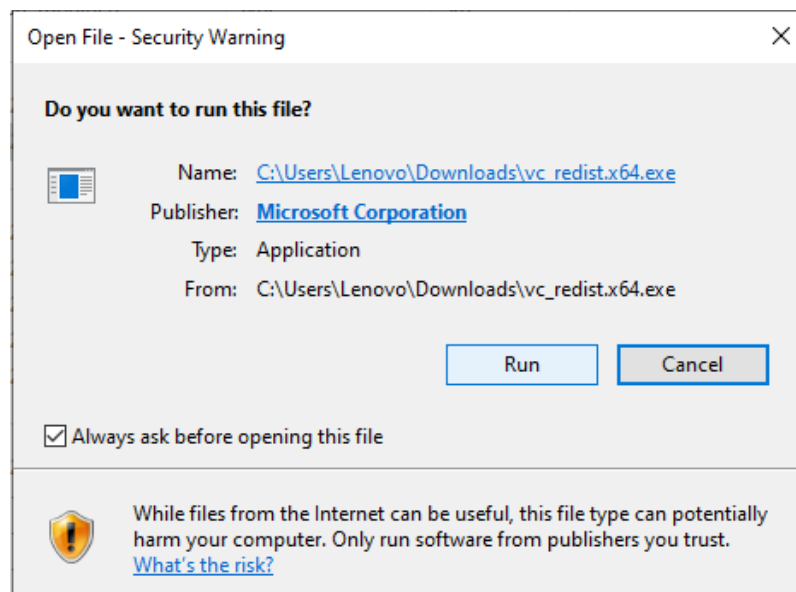 Open File - Security Warning
Do you want to run this file?
Name: C:\Users\Lenovo\Downloads\vc_redist.x64.exe
Publisher: Microsoft Corporation
Type: Application
From: C:\Users\Lenovo\Downloads\vc_redist.x64.exe
Run Cancel
Always ask before opening this file
While files from the Internet can be useful, this file type can potentially
harm your computer. Only run software from publishers you trust.
What's the risk?